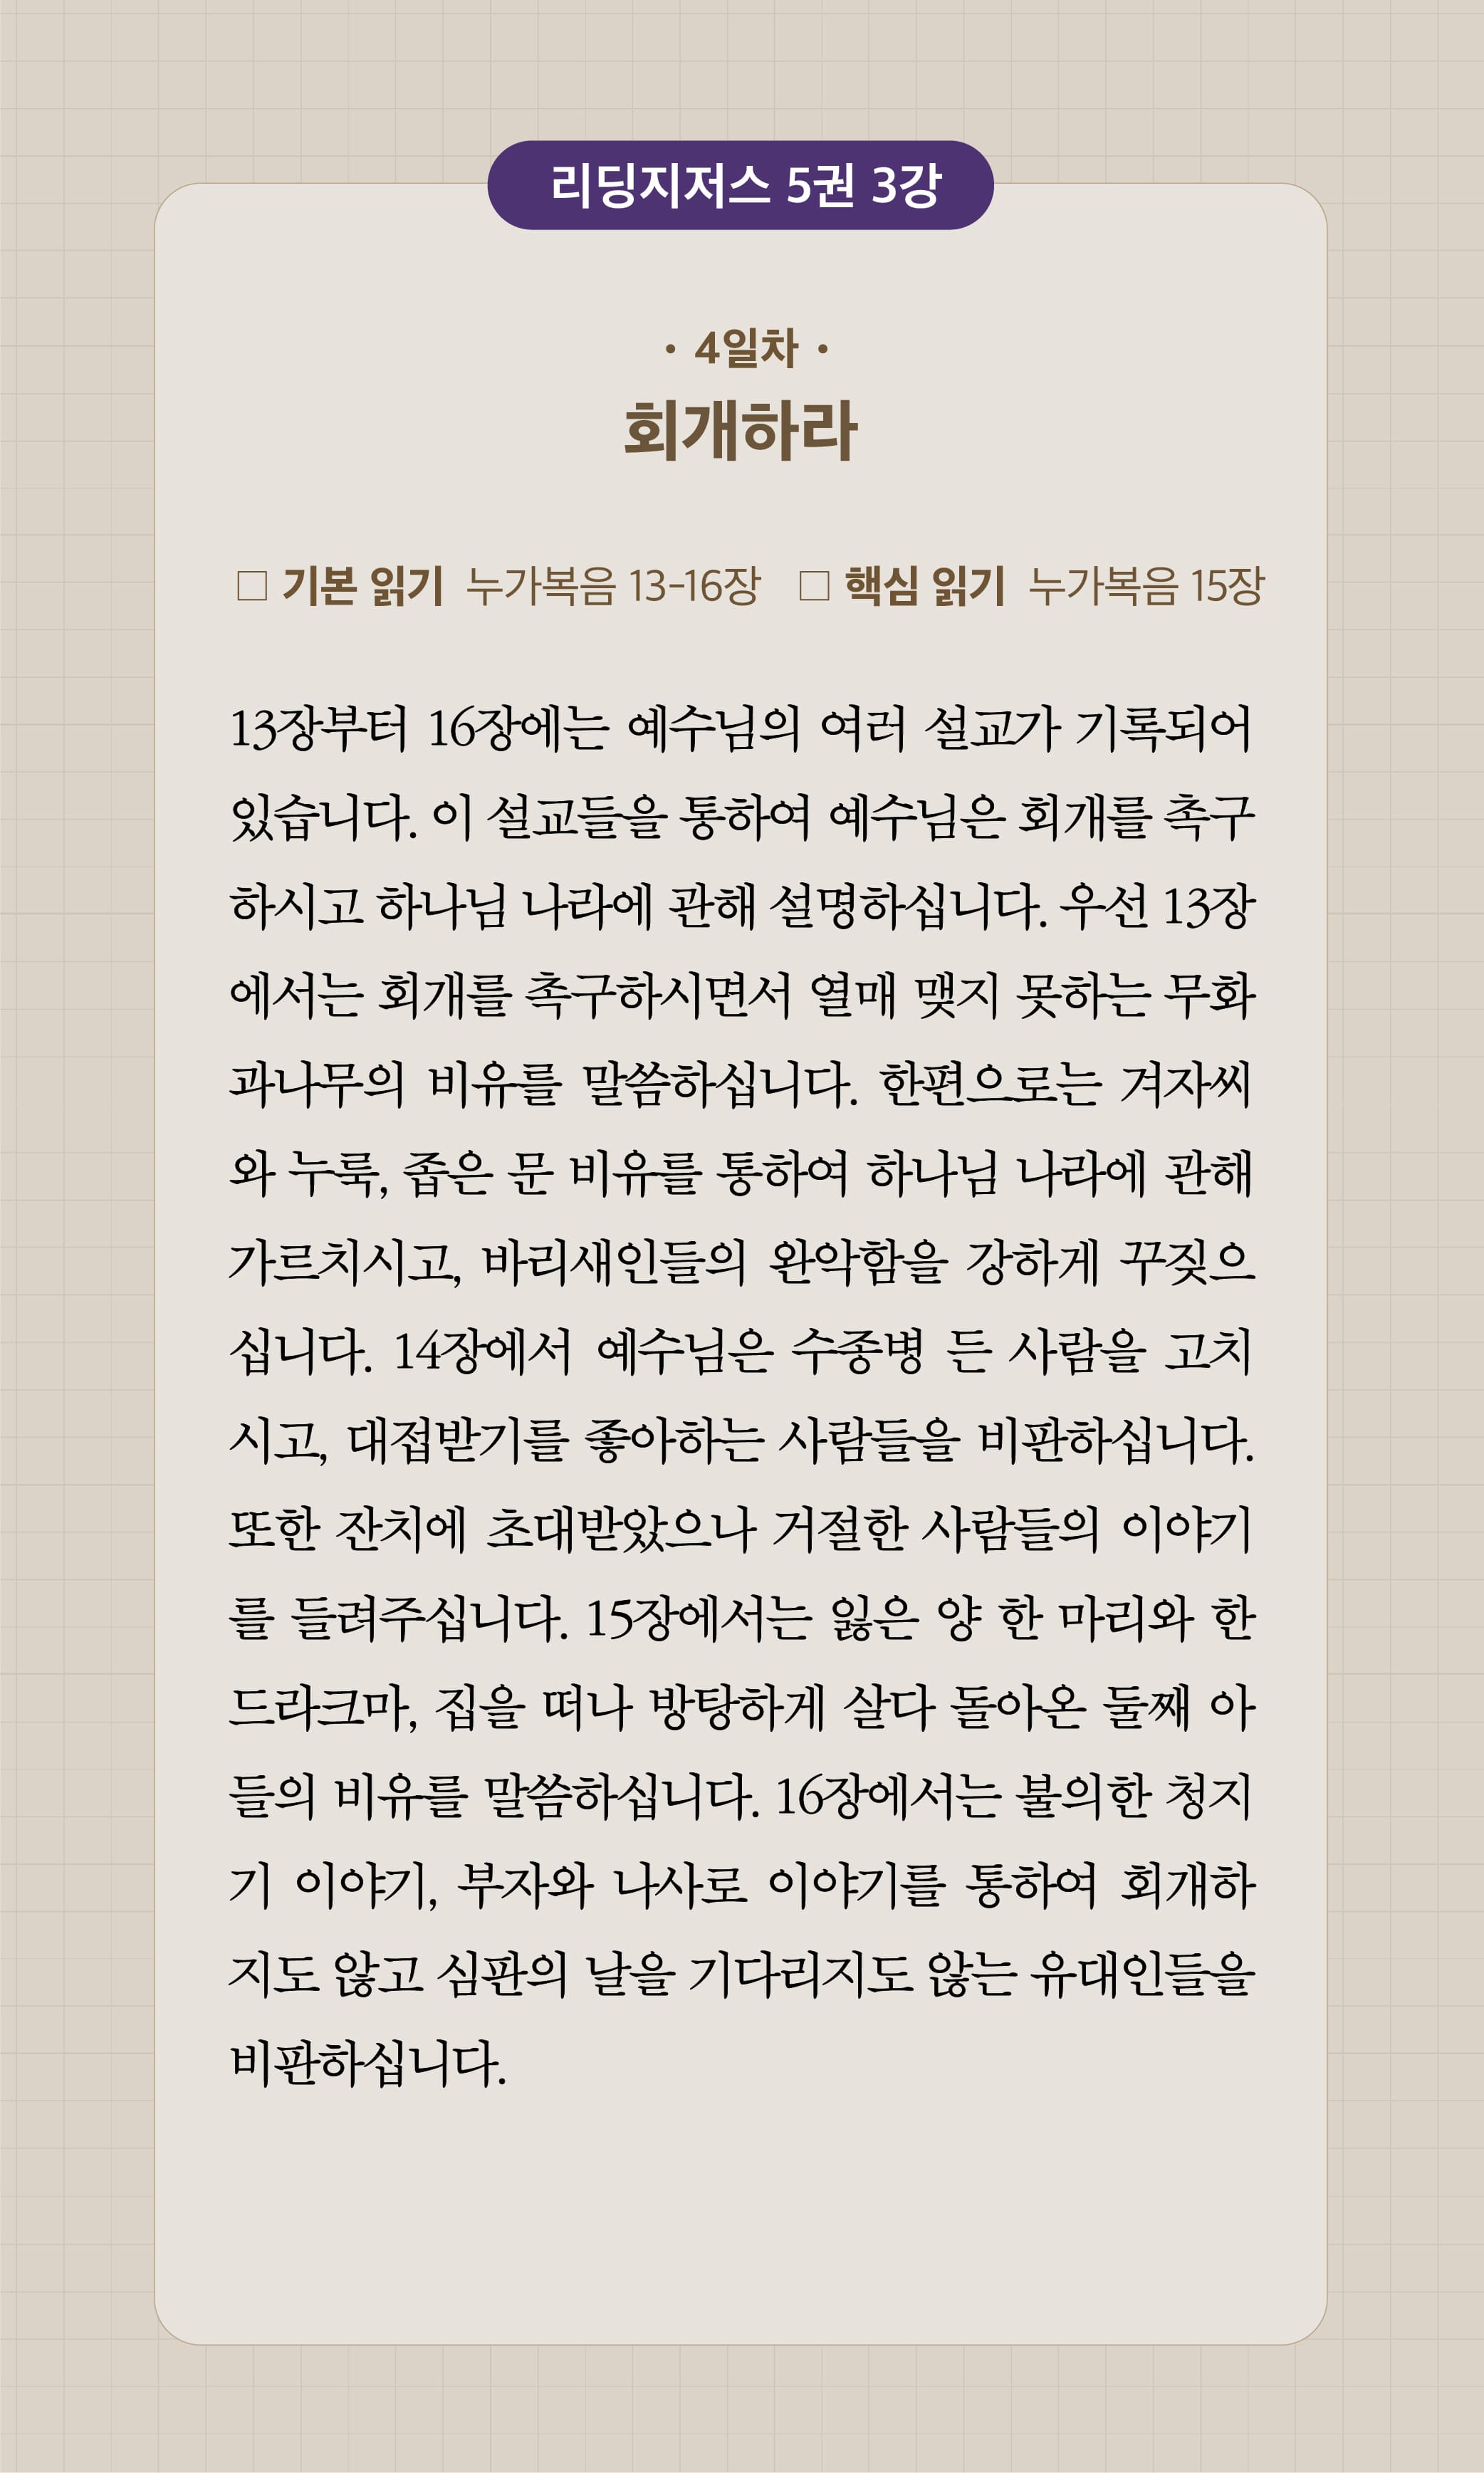 리딩지저스 5권 3강
· 4일차 ·
회개하라
□ 기본 읽기 누가복음 13-16장 □ 핵심 읽기 누가복음 15장
13장부터 16장에는 예수님의 여러 설교가 기록되어
있습니다. 이 설교들을 통하여 예수님은 회개를 촉구
하시고 하나님 나라에 관해 설명하십니다. 우선 13장
에서는 회개를 촉구하시면서 열매 맺지 못하는 무화
과나무의 비유를 말씀하십니다. 한편으로는 겨자씨
와 누룩, 좁은 문 비유를 통하여 하나님 나라에 관해
가르치시고, 바리새인들의 완악함을 강하게 꾸짖으
십니다. 14장에서 예수님은 수종병 든 사람을 고치
시고, 대접받기를 좋아하는 사람들을 비판하십니다.
또한 잔치에 초대받았으나 거절한 사람들의 이야기
를 들려주십니다. 15장에서는 잃은 양 한 마리와 한
드라크마, 집을 떠나 방탕하게 살다 돌아온 둘째 아
들의 비유를 말씀하십니다. 16장에서는 불의한 청지
기 이야기, 부자와 나사로 이야기를 통하여 회개하
지도 않고 심판의 날을 기다리지도 않는 유대인들을
비판하십니다.